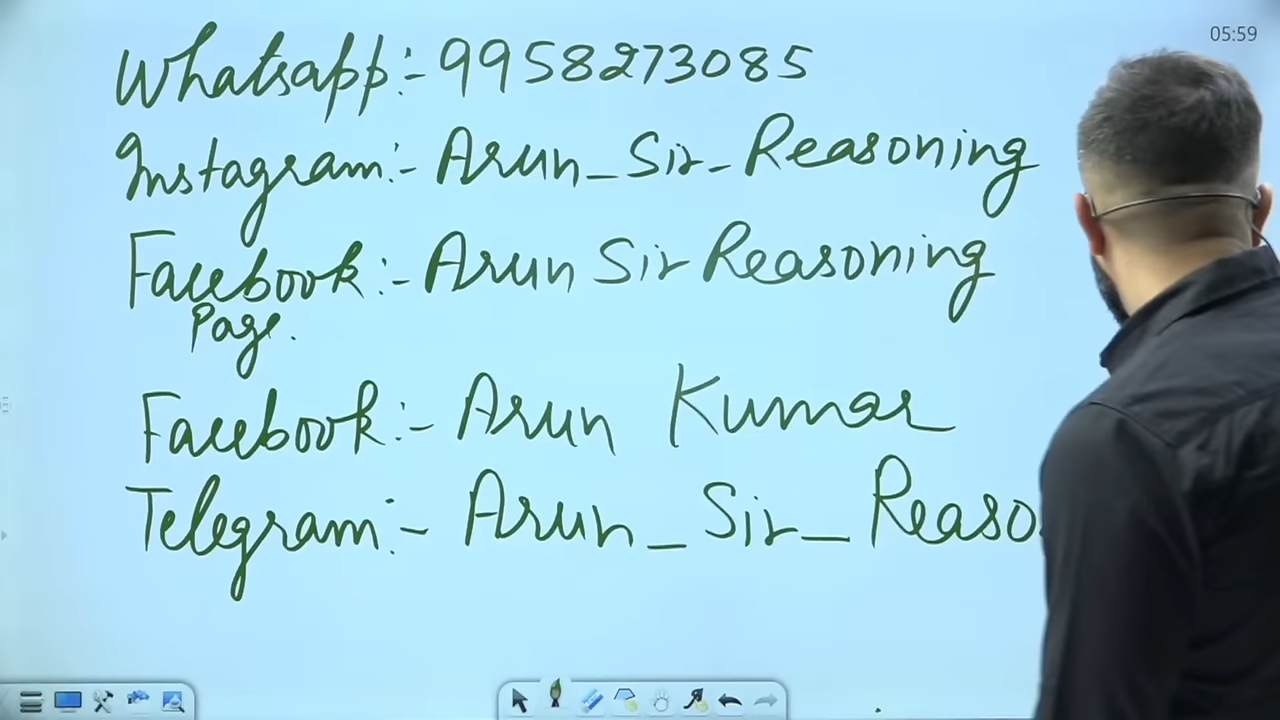 05:59
Whatsapp:- 9958273085
Instagram:- Arun_Sir_Reasoning
Facebook:- Arun Sir Reasoning
Page.
Facebook:- Arun Kumar
Telegram:- Arun_Sir_Reaso